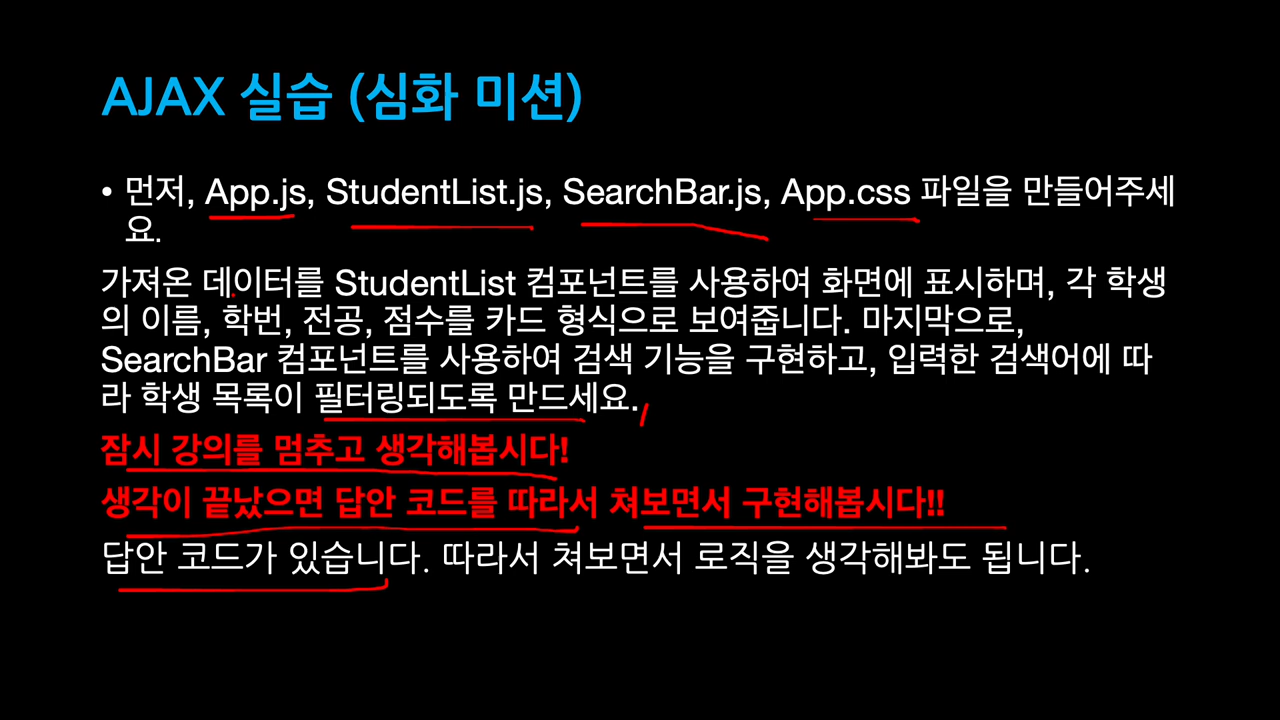 AJAX 실습 (심화 미션)
• 먼저, App.js, StudentList.js, SearchBar.js, App.css 파일을 만들어주세
요.
가져온 데이터를 StudentList 컴포넌트를 사용하여 화면에 표시하며, 각 학생
의 이름, 학번, 전공, 점수를 카드 형식으로 보여줍니다. 마지막으로,
SearchBar 컴포넌트를 사용하여 검색 기능을 구현하고, 입력한 검색어에 따
라 학생 목록이 필터링되도록 만드세요.
잠시 강의를 멈추고 생각해봅시다!
생각이 끝났으면 답안 코드를 따라서 쳐보면서 구현해봅시다!!
답안 코드가 있습니다. 따라서 쳐보면서 로직을 생각해봐도 됩니다.